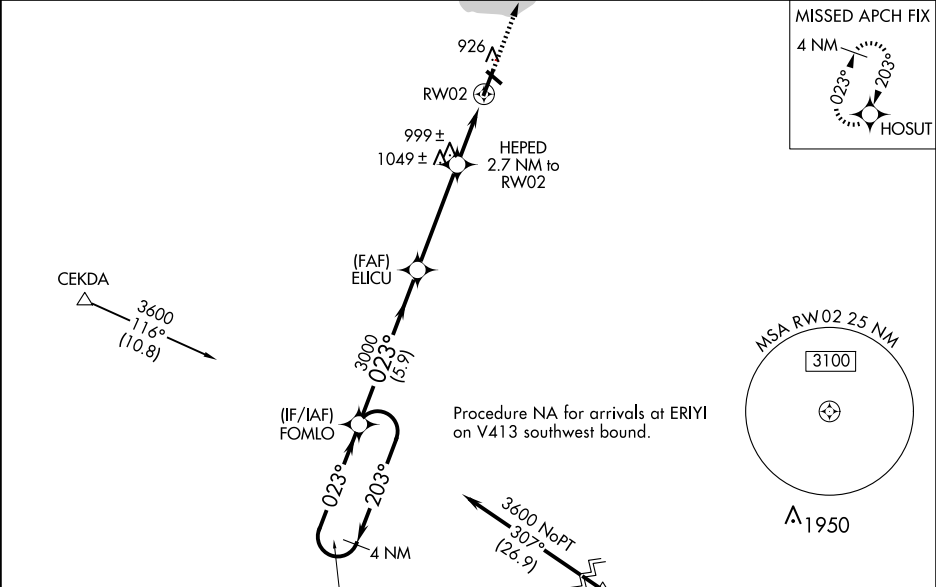 MISSED APCH FIX
4 NM
023°
203°
HOSUT
926
RW02
999 ±
1049 ±
HEPED
2.7 NM to
RW02
(FAF)
ELICU
CEKDA
3600
116°
(10.8)
3000
023°
(5.9)
MSA RW02 25 NM
3100
1950
(IF/IAF)
FOMLO
Procedure NA for arrivals at ERIYI
on V413 southwest bound.
023°
203°
4 NM
3600 NoPT
307°
(26.9)